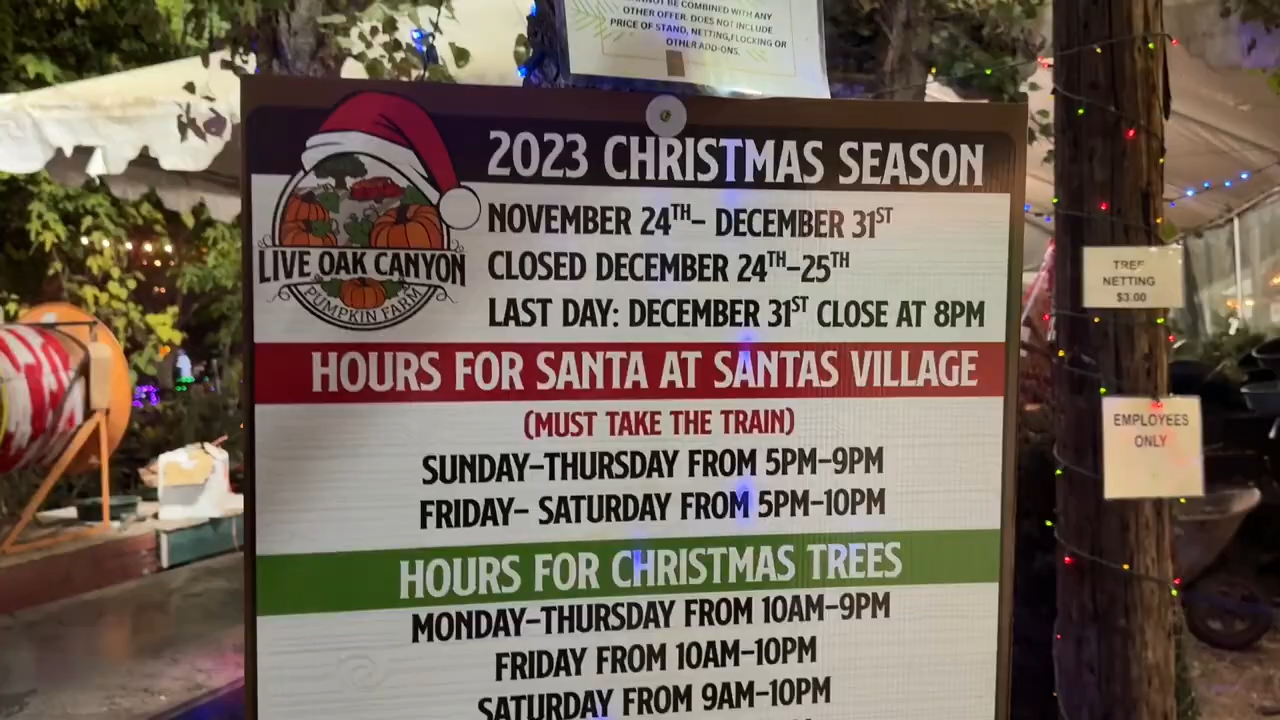 CANNOT BE COMBINED WITH ANY
OTHER OFFER. DOES NOT INCLUDE
PRICE OF STAND, NETTING,FLOCKING OR
OTHER ADD-ONS.
2023 CHRISTMAS SEASON
NOVEMBER 24TH– DECEMBER 31ST
CLOSED DECEMBER 24TH–25TH
LAST DAY: DECEMBER 31ST CLOSE AT 8PM
LIVE OAK CANYON
PUMPKIN FARM
HOURS FOR SANTA AT SANTAS VILLAGE
(MUST TAKE THE TRAIN)
SUNDAY–THURSDAY FROM 5PM–9PM
FRIDAY– SATURDAY FROM 5PM–10PM
HOURS FOR CHRISTMAS TREES
MONDAY–THURSDAY FROM 10AM–9PM
FRIDAY FROM 10AM–10PM
SATURDAY FROM 9AM–10PM
TREE
NETTING
$3.00
EMPLOYEES
ONLY